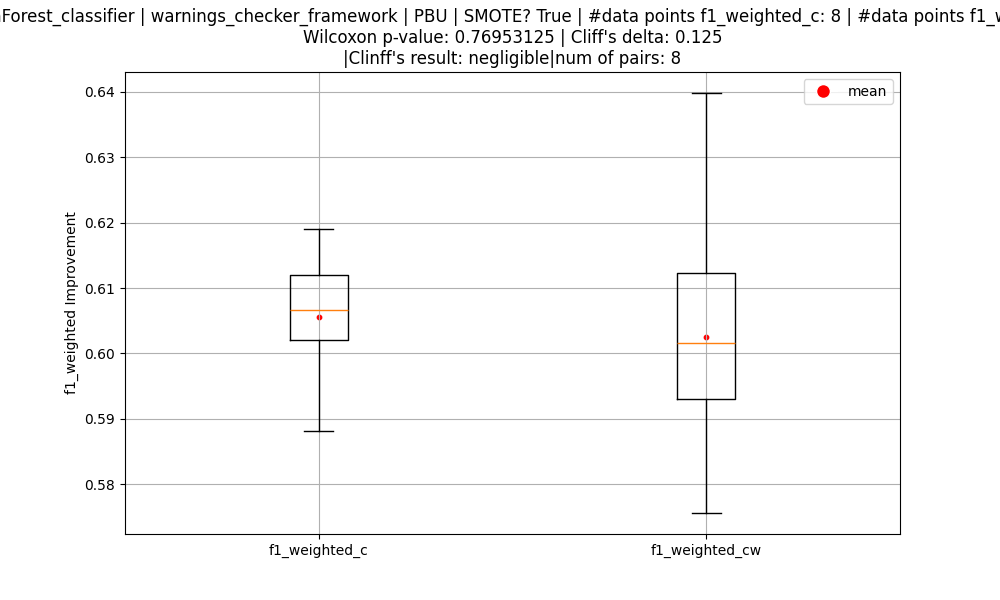 Forest_classifier | warnings_checker_framework | PBU | SMOTE? True | #data points f1_weighted_c: 8 | #data points
Wilcoxon p-value: 0.76953125 | Cliff's delta: 0.125
|Clinff's result: negligible|num of pairs: 8
mean
0.64
0.63
0.62
0.61
0.60
0.59
0.58
f1_weighted Improvement
f1_weighted_c
f1_weighted_cw